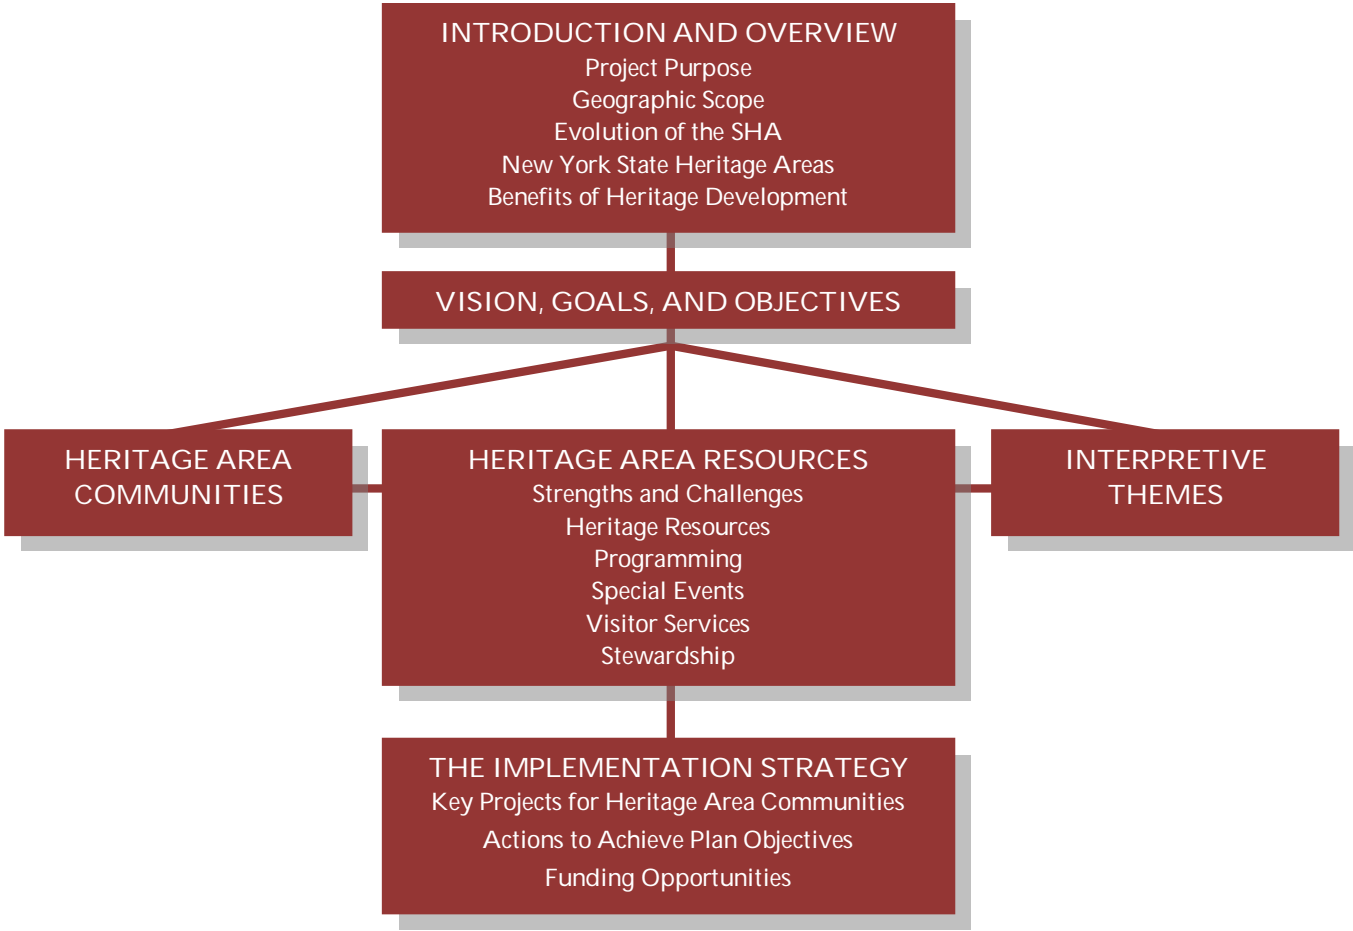 INTRODUCTION AND OVERVIEW
Project Purpose
Geographic Scope
Evolution of the SHA
New York State Heritage Areas
Benefits of Heritage Development
VISION, GOALS, AND OBJECTIVES
HERITAGE AREA
COMMUNITIES
HERITAGE AREA RESOURCES
Strengths and Challenges
Heritage Resources
Programming
Special Events
Visitor Services
Stewardship
INTERPRETIVE
THEMES
THE IMPLEMENTATION STRATEGY
Key Projects for Heritage Area Communities
Actions to Achieve Plan Objectives
Funding Opportunities